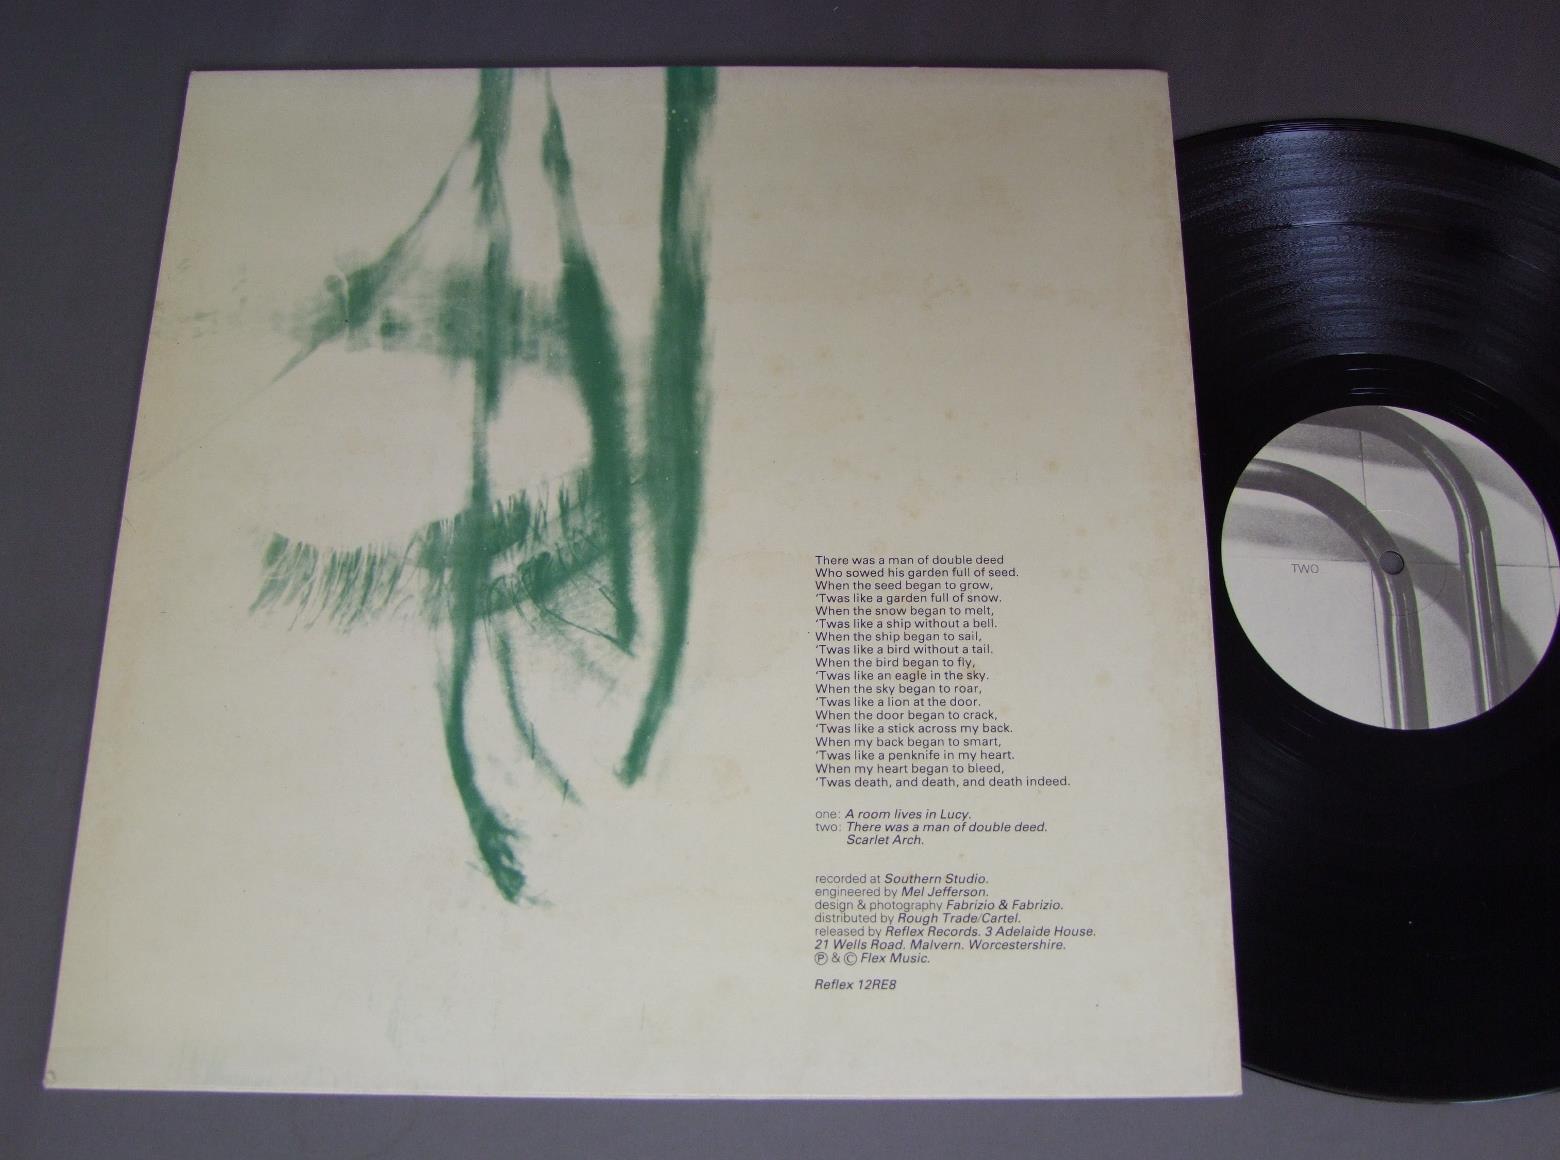 There was a man of double deed
Who sowed his garden full of seed.
When the seed began to grow,
'Twas like a garden full of snow.
When the snow began to melt,
'Twas like a ship without a bell.
When the ship began to sail,
'Twas like a bird without a tail.
When the bird began to fly,
'Twas like an eagle in the sky.
When the sky began to roar,
'Twas like a lion at the door.
When the door began to crack,
'Twas like a stick across my back.
When my back began to smart,
'Twas like a penknife in my heart.
When my heart began to bleed,
'Twas death, and death, and death indeed.
one: A room lives in Lucy.
two: There was a man of double deed.
Scarlet Arch.
recorded at Southern Studio.
engineered by Mel Jefferson.
design & photography Fabrizio & Fabrizio.
distributed by Rough Trade/Cartel.
released by Reflex Records. 3 Adelaide House.
21 Wells Road. Malvern. Worcestershire.
Ⓟ & © Flex Music.
Reflex 12RE8
TWO